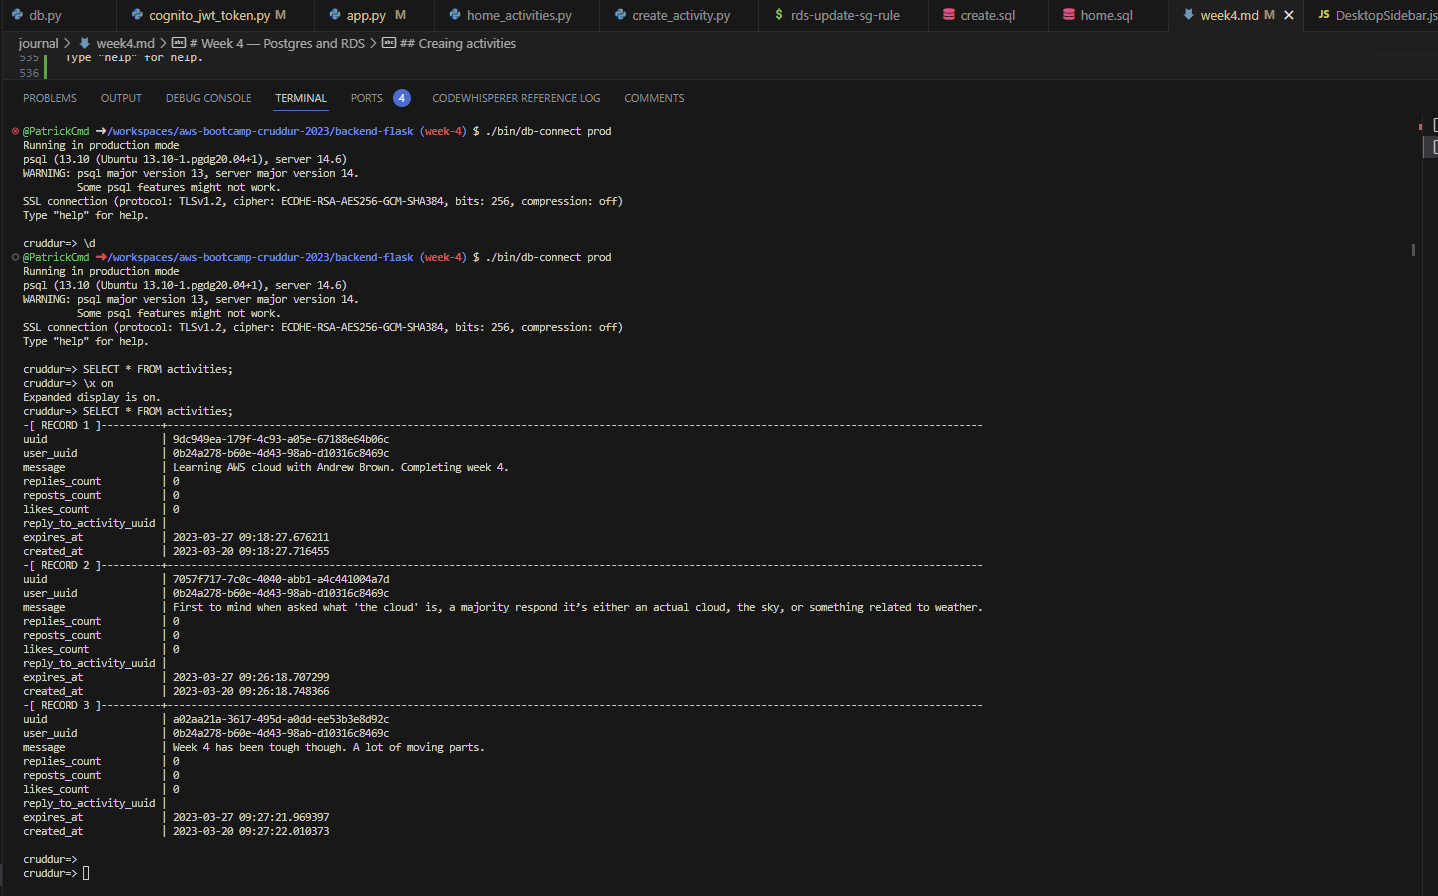 db.py cognito_jwt_token.py M app.py M home_activities.py create_activity.py $ rds-update-sg-rule create.sql home.sql week4.md M JS DesktopSidebar.js
journal > week4.md > abc # Week 4 — Postgres and RDS > abc ## Creaing activities
535 Type "help" for help.
536
PROBLEMS OUTPUT DEBUG CONSOLE TERMINAL PORTS 4 CODEWHISPERER REFERENCE LOG COMMENTS
@PatrickCmd ➜/workspaces/aws-bootcamp-cruddur-2023/backend-flask (week-4) $ ./bin/db-connect prod
Running in production mode
psql (13.10 (Ubuntu 13.10-1.pgdg20.04+1), server 14.6)
WARNING: psql major version 13, server major version 14.
Some psql features might not work.
SSL connection (protocol: TLSv1.2, cipher: ECDHE-RSA-AES256-GCM-SHA384, bits: 256, compression: off)
Type "help" for help.
cruddur=> \d
@PatrickCmd ➜/workspaces/aws-bootcamp-cruddur-2023/backend-flask (week-4) $ ./bin/db-connect prod
Running in production mode
psql (13.10 (Ubuntu 13.10-1.pgdg20.04+1), server 14.6)
WARNING: psql major version 13, server major version 14.
Some psql features might not work.
SSL connection (protocol: TLSv1.2, cipher: ECDHE-RSA-AES256-GCM-SHA384, bits: 256, compression: off)
Type "help" for help.
cruddur=> SELECT * FROM activities;
cruddur=> \x on
Expanded display is on.
cruddur=> SELECT * FROM activities;
-[ RECORD 1 ]----------+----------------------------------------------------------------------------------------------------------------------------------------
uuid | 9dc949ea-179f-4c93-a05e-67188e64b06c
user_uuid | 0b24a278-b60e-4d43-98ab-d10316c8469c
message | Learning AWS cloud with Andrew Brown. Completing week 4.
replies_count | 0
reposts_count | 0
likes_count | 0
reply_to_activity_uuid |
expires_at | 2023-03-27 09:18:27.676211
created_at | 2023-03-20 09:18:27.716455
-[ RECORD 2 ]----------+----------------------------------------------------------------------------------------------------------------------------------------
uuid | 7057f717-7c0c-4040-abb1-a4c441004a7d
user_uuid | 0b24a278-b60e-4d43-98ab-d10316c8469c
message | First to mind when asked what 'the cloud' is, a majority respond it’s either an actual cloud, the sky, or something related to weather.
replies_count | 0
reposts_count | 0
likes_count | 0
reply_to_activity_uuid |
expires_at | 2023-03-27 09:26:18.707299
created_at | 2023-03-20 09:26:18.748366
-[ RECORD 3 ]----------+----------------------------------------------------------------------------------------------------------------------------------------
uuid | a02aa21a-3617-495d-a0dd-ee53b3e8d92c
user_uuid | 0b24a278-b60e-4d43-98ab-d10316c8469c
message | Week 4 has been tough though. A lot of moving parts.
replies_count | 0
reposts_count | 0
likes_count | 0
reply_to_activity_uuid |
expires_at | 2023-03-27 09:27:21.969397
created_at | 2023-03-20 09:27:22.010373
cruddur=>
cruddur=>